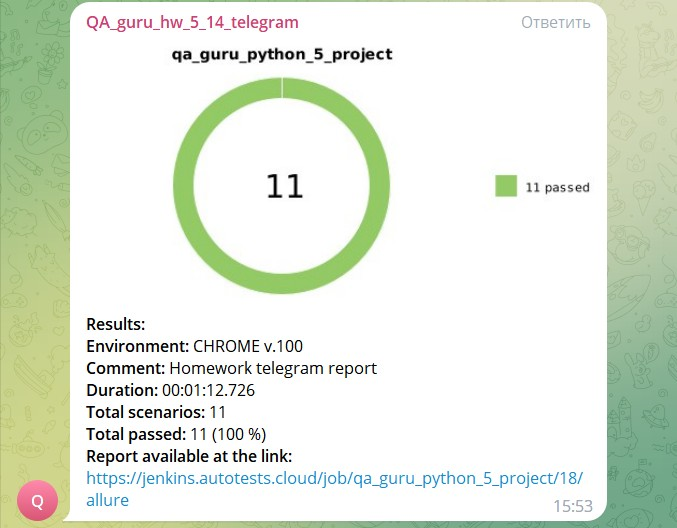 QA_guru_hw_5_14_telegram Ответить
qa_guru_python_5_project
11
11 passed
Results:
Environment: CHROME v.100
Comment: Homework telegram report
Duration: 00:01:12.726
Total scenarios: 11
Total passed: 11 (100 %)
Report available at the link:
https://jenkins.autotests.cloud/job/qa_guru_python_5_project/18/
allure
Q
15:53